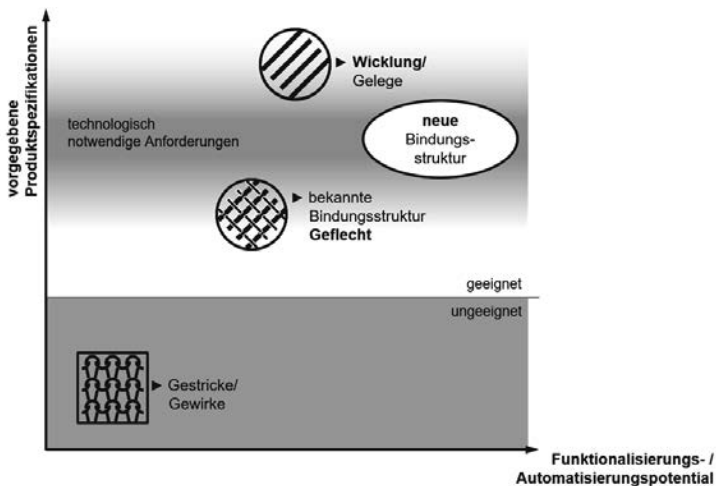 vorgegebene
Produktspezifikationen
Wicklung/
Gelege
technologisch
notwendige Anforderungen
neue
Bindungs-
struktur
bekannte
Bindungsstruktur
Geflecht
geeignet
ungeeignet
Gestricke/
Gewirke
Funktionalisierungs- /
Automatisierungspotential